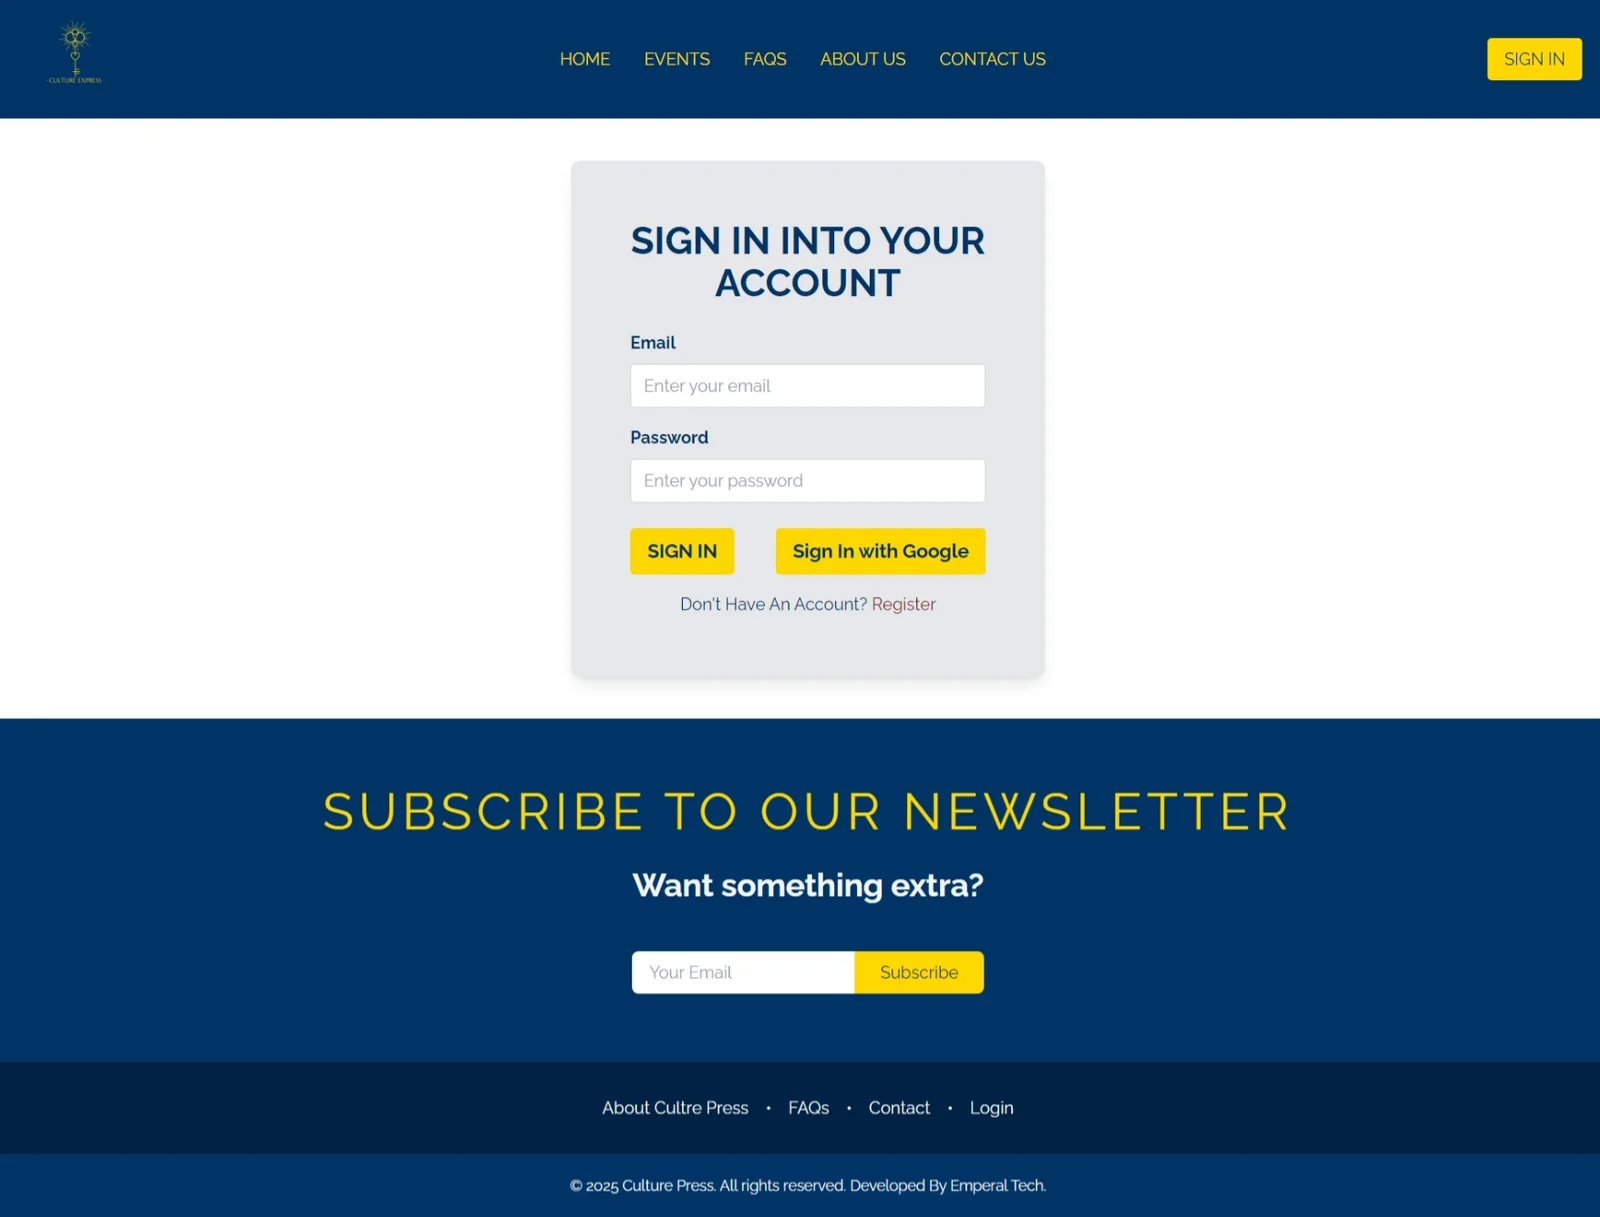 -CULTURE EXPRESS-
HOME EVENTS FAQS ABOUT US CONTACT US
SIGN IN
SIGN IN INTO YOUR
ACCOUNT
Email
Enter your email
Password
Enter your password
SIGN IN
Sign In with Google
Don't Have An Account? Register
SUBSCRIBE TO OUR NEWSLETTER
Want something extra?
Your Email
Subscribe
About Cultre Press • FAQs • Contact • Login
© 2025 Culture Press. All rights reserved. Developed By Emperal Tech.